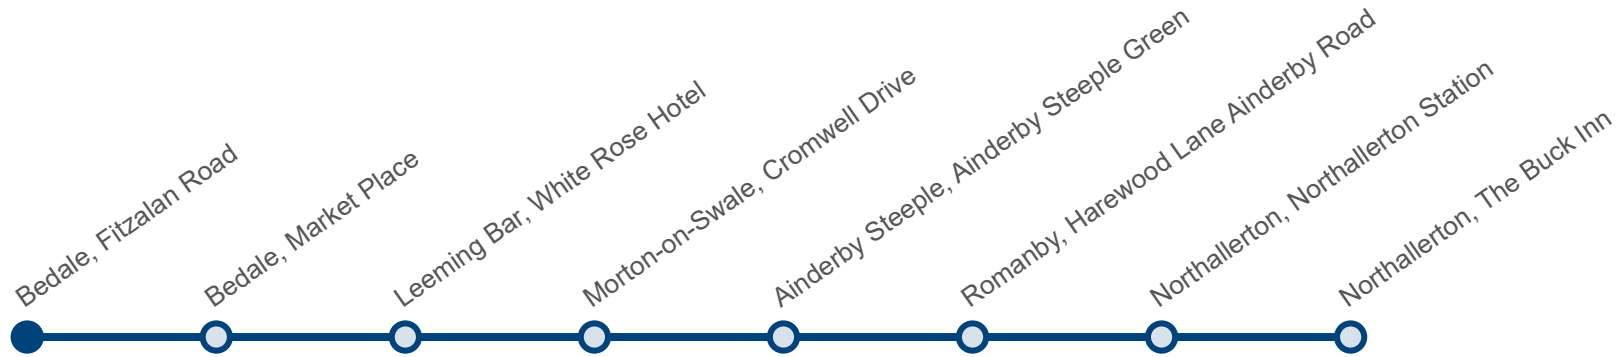 Bedale, Fitzalan Road
Bedale, Market Place
Leeming Bar, White Rose Hotel
Morton-on-Swale, Cromwell Drive
Ainderby Steeple, Ainderby Steeple Green
Romanby, Harewood Lane Ainderby Road
Northallerton, Northallerton Station
Northallerton, The Buck Inn